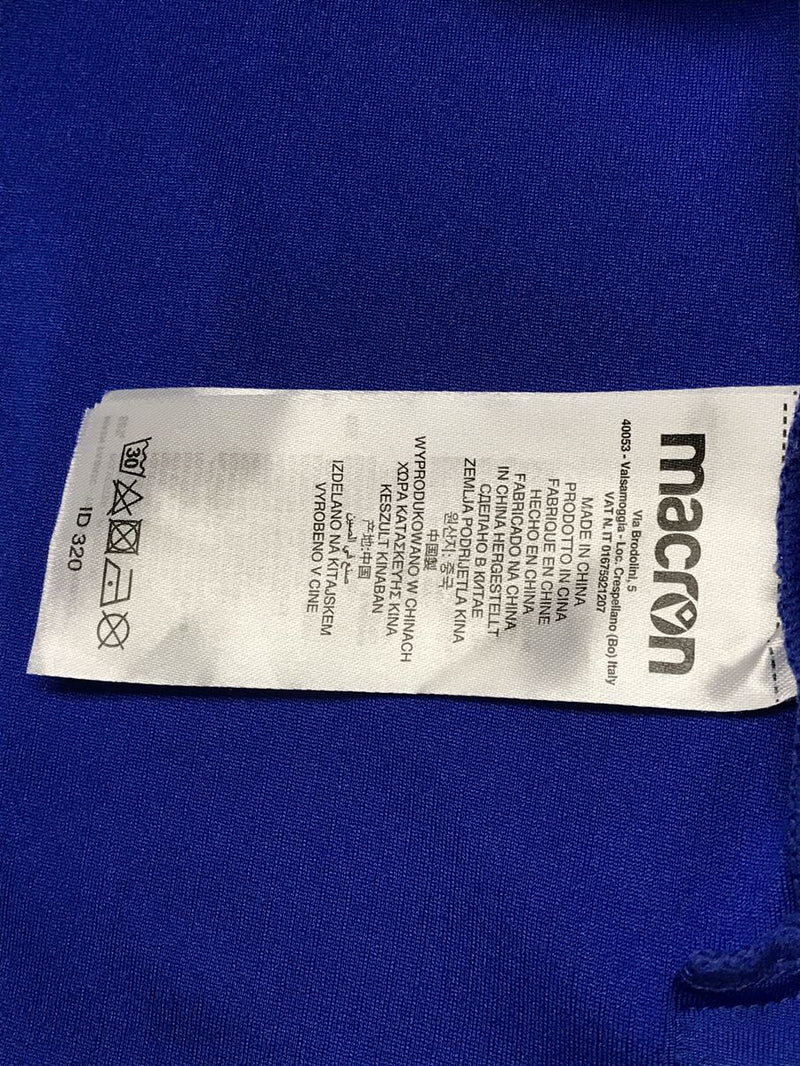 macron
Via Brodolini, 5
40053 - Valsamoggia - Loc. Crespellano (Bo) Italy
VAT N. IT 01675921207
MADE IN CHINA
PRODOTTO IN CINA
FABRIQUE EN CHINE
HECHO EN CHINA
FABRICADO NA CHINA
IN CHINA HERGESTELLT
СДЕЛАНО В КИТАЕ
ZEMLJA PODRIJETLA KINA
원산지: 중국
中国製
WYPRODUKOWANO W CHINACH
ΧΩΡΑ ΚΑΤΑΣΚΕΥΗΣ ΚΙΝΑ
KESZULT KINABAN
产地:中国
صنع في الصين
IZDELANO NA KITAJSKEM
VYROBENO V CINE
30
ID 320